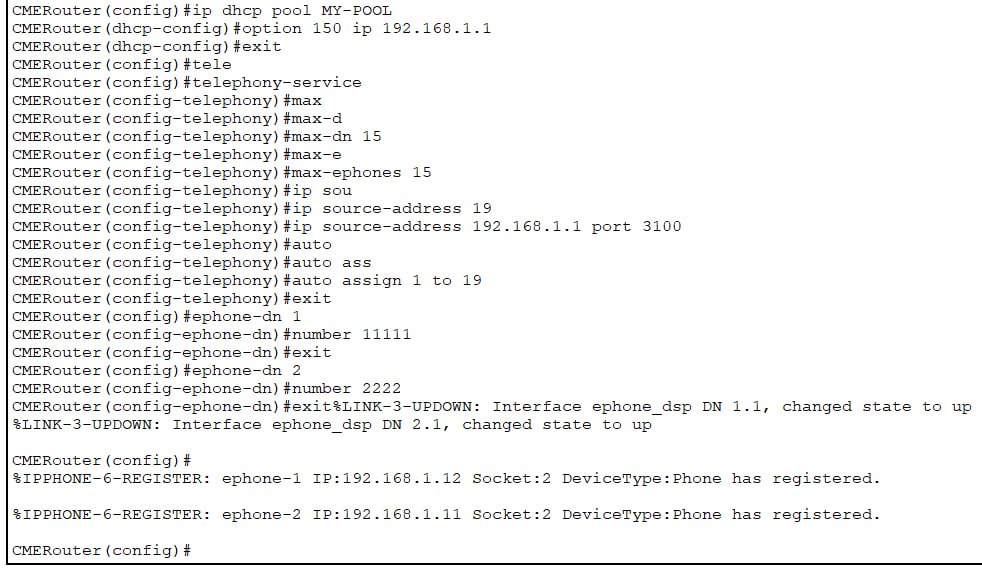 CMERouter(config)#ip dhcp pool MY-POOL
CMERouter(dhcp-config)#option 150 ip 192.168.1.1
CMERouter(dhcp-config)#exit
CMERouter(config)#tele
CMERouter(config)#telephony-service
CMERouter(config-telephony)#max
CMERouter(config-telephony)#max-d
CMERouter(config-telephony)#max-dn 15
CMERouter(config-telephony)#max-e
CMERouter(config-telephony)#max-ephones 15
CMERouter(config-telephony)#ip sou
CMERouter(config-telephony)#ip source-address 19
CMERouter(config-telephony)#ip source-address 192.168.1.1 port 3100
CMERouter(config-telephony)#auto
CMERouter(config-telephony)#auto ass
CMERouter(config-telephony)#auto assign 1 to 19
CMERouter(config-telephony)#exit
CMERouter(config)#ephone-dn 1
CMERouter(config-ephone-dn)#number 11111
CMERouter(config-ephone-dn)#exit
CMERouter(config)#ephone-dn 2
CMERouter(config-ephone-dn)#number 2222
CMERouter(config-ephone-dn)#exit%LINK-3-UPDOWN: Interface ephone_dsp DN 1.1, changed state to up
%LINK-3-UPDOWN: Interface ephone_dsp DN 2.1, changed state to up
CMERouter(config)#
%IPPHONE-6-REGISTER: ephone-1 IP:192.168.1.12 Socket:2 DeviceType:Phone has registered.
%IPPHONE-6-REGISTER: ephone-2 IP:192.168.1.11 Socket:2 DeviceType:Phone has registered.
CMERouter(config)#